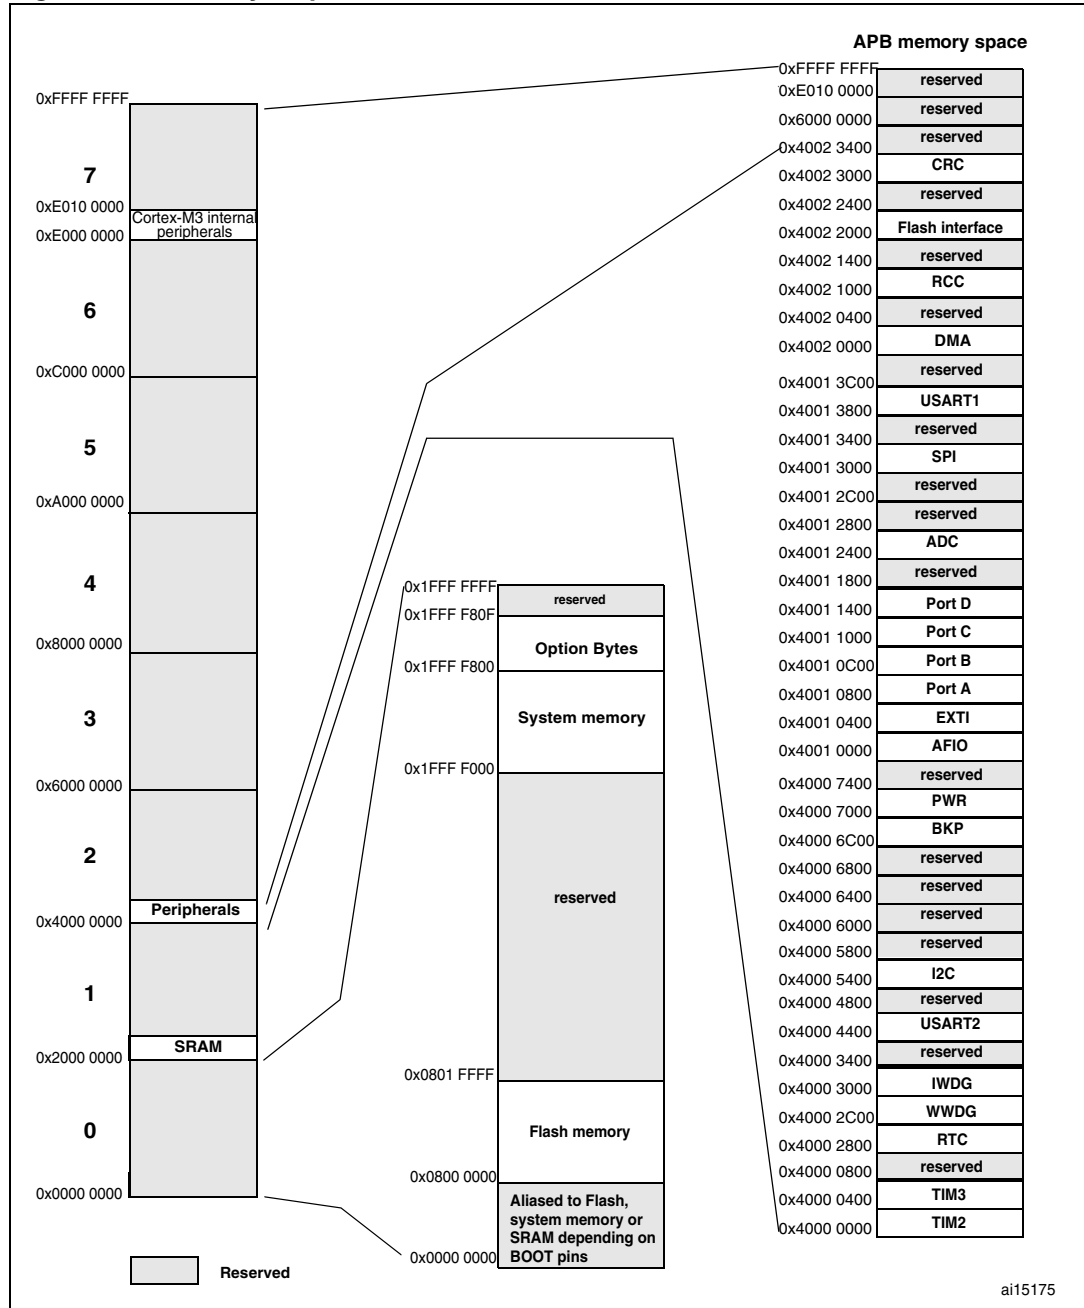 APB memory space
0xFFFF FFFF
7
0xE010 0000
Cortex-M3 internal
peripherals
0xE000 0000
6
0xC000 0000
5
0xA000 0000
4
0x8000 0000
3
0x6000 0000
2
Peripherals
0x4000 0000
1
SRAM
0x2000 0000
0
0x0000 0000
Reserved
0x1FFF FFFF
reserved
0x1FFF F80F
Option Bytes
0x1FFF F800
System memory
0x1FFF F000
reserved
0x0801 FFFF
Flash memory
0x0800 0000
Aliased to Flash,
system memory or
SRAM depending on
BOOT pins
0x0000 0000
0xFFFF FFFF
reserved
0xE010 0000
reserved
0x6000 0000
reserved
0x4002 3400
CRC
0x4002 3000
reserved
0x4002 2400
Flash interface
0x4002 2000
reserved
0x4002 1400
RCC
0x4002 1000
reserved
0x4002 0400
DMA
0x4002 0000
reserved
0x4001 3C00
USART1
0x4001 3800
reserved
0x4001 3400
SPI
0x4001 3000
reserved
0x4001 2C00
reserved
0x4001 2800
ADC
0x4001 2400
reserved
0x4001 1800
Port D
0x4001 1400
Port C
0x4001 1000
Port B
0x4001 0C00
Port A
0x4001 0800
EXTI
0x4001 0400
AFIO
0x4001 0000
reserved
0x4000 7400
PWR
0x4000 7000
BKP
0x4000 6C00
reserved
0x4000 6800
reserved
0x4000 6400
reserved
0x4000 6000
reserved
0x4000 5800
I2C
0x4000 5400
reserved
0x4000 4800
USART2
0x4000 4400
reserved
0x4000 3400
IWDG
0x4000 3000
WWDG
0x4000 2C00
RTC
0x4000 2800
reserved
0x4000 0800
TIM3
0x4000 0400
TIM2
0x4000 0000
ai15175